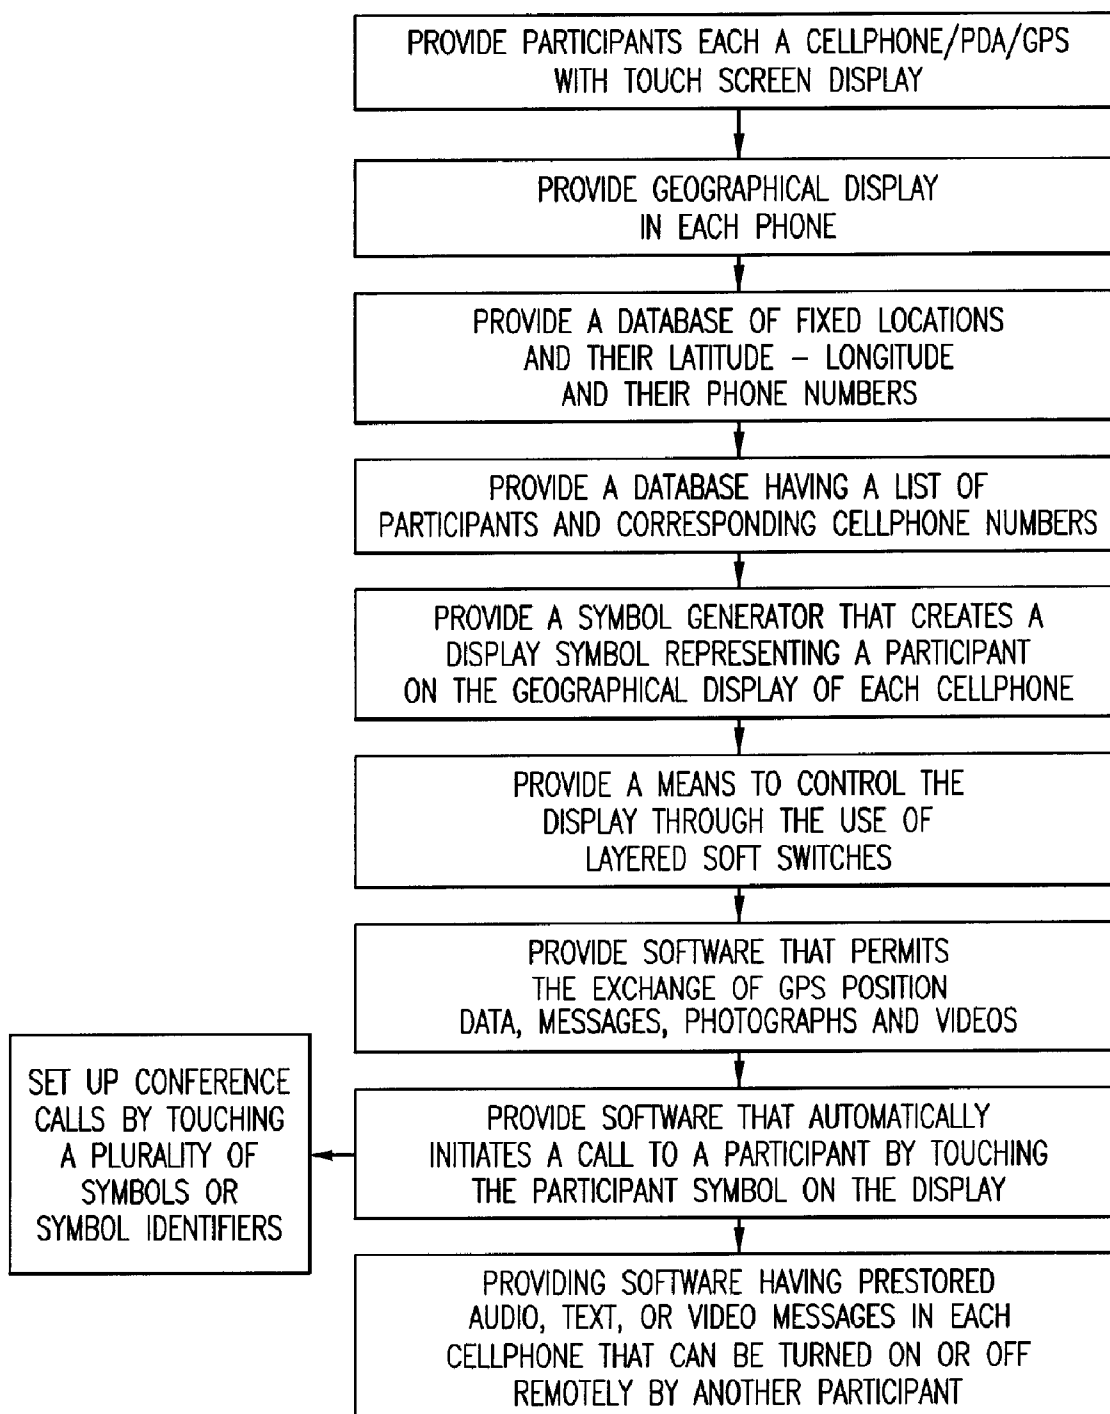 PROVIDE PARTICIPANTS EACH A CELLPHONE/PDA/GPS
WITH TOUCH SCREEN DISPLAY
PROVIDE GEOGRAPHICAL DISPLAY
IN EACH PHONE
PROVIDE A DATABASE OF FIXED LOCATIONS
AND THEIR LATITUDE – LONGITUDE
AND THEIR PHONE NUMBERS
PROVIDE A DATABASE HAVING A LIST OF
PARTICIPANTS AND CORRESPONDING CELLPHONE NUMBERS
PROVIDE A SYMBOL GENERATOR THAT CREATES A
DISPLAY SYMBOL REPRESENTING A PARTICIPANT
ON THE GEOGRAPHICAL DISPLAY OF EACH CELLPHONE
PROVIDE A MEANS TO CONTROL THE
DISPLAY THROUGH THE USE OF
LAYERED SOFT SWITCHES
PROVIDE SOFTWARE THAT PERMITS
THE EXCHANGE OF GPS POSITION
DATA, MESSAGES, PHOTOGRAPHS AND VIDEOS
PROVIDE SOFTWARE THAT AUTOMATICALLY
INITIATES A CALL TO A PARTICIPANT BY TOUCHING
THE PARTICIPANT SYMBOL ON THE DISPLAY
SET UP CONFERENCE
CALLS BY TOUCHING
A PLURALITY OF
SYMBOLS OR
SYMBOL IDENTIFIERS
PROVIDING SOFTWARE HAVING PRESTORED
AUDIO, TEXT, OR VIDEO MESSAGES IN EACH
CELLPHONE THAT CAN BE TURNED ON OR OFF
REMOTELY BY ANOTHER PARTICIPANT